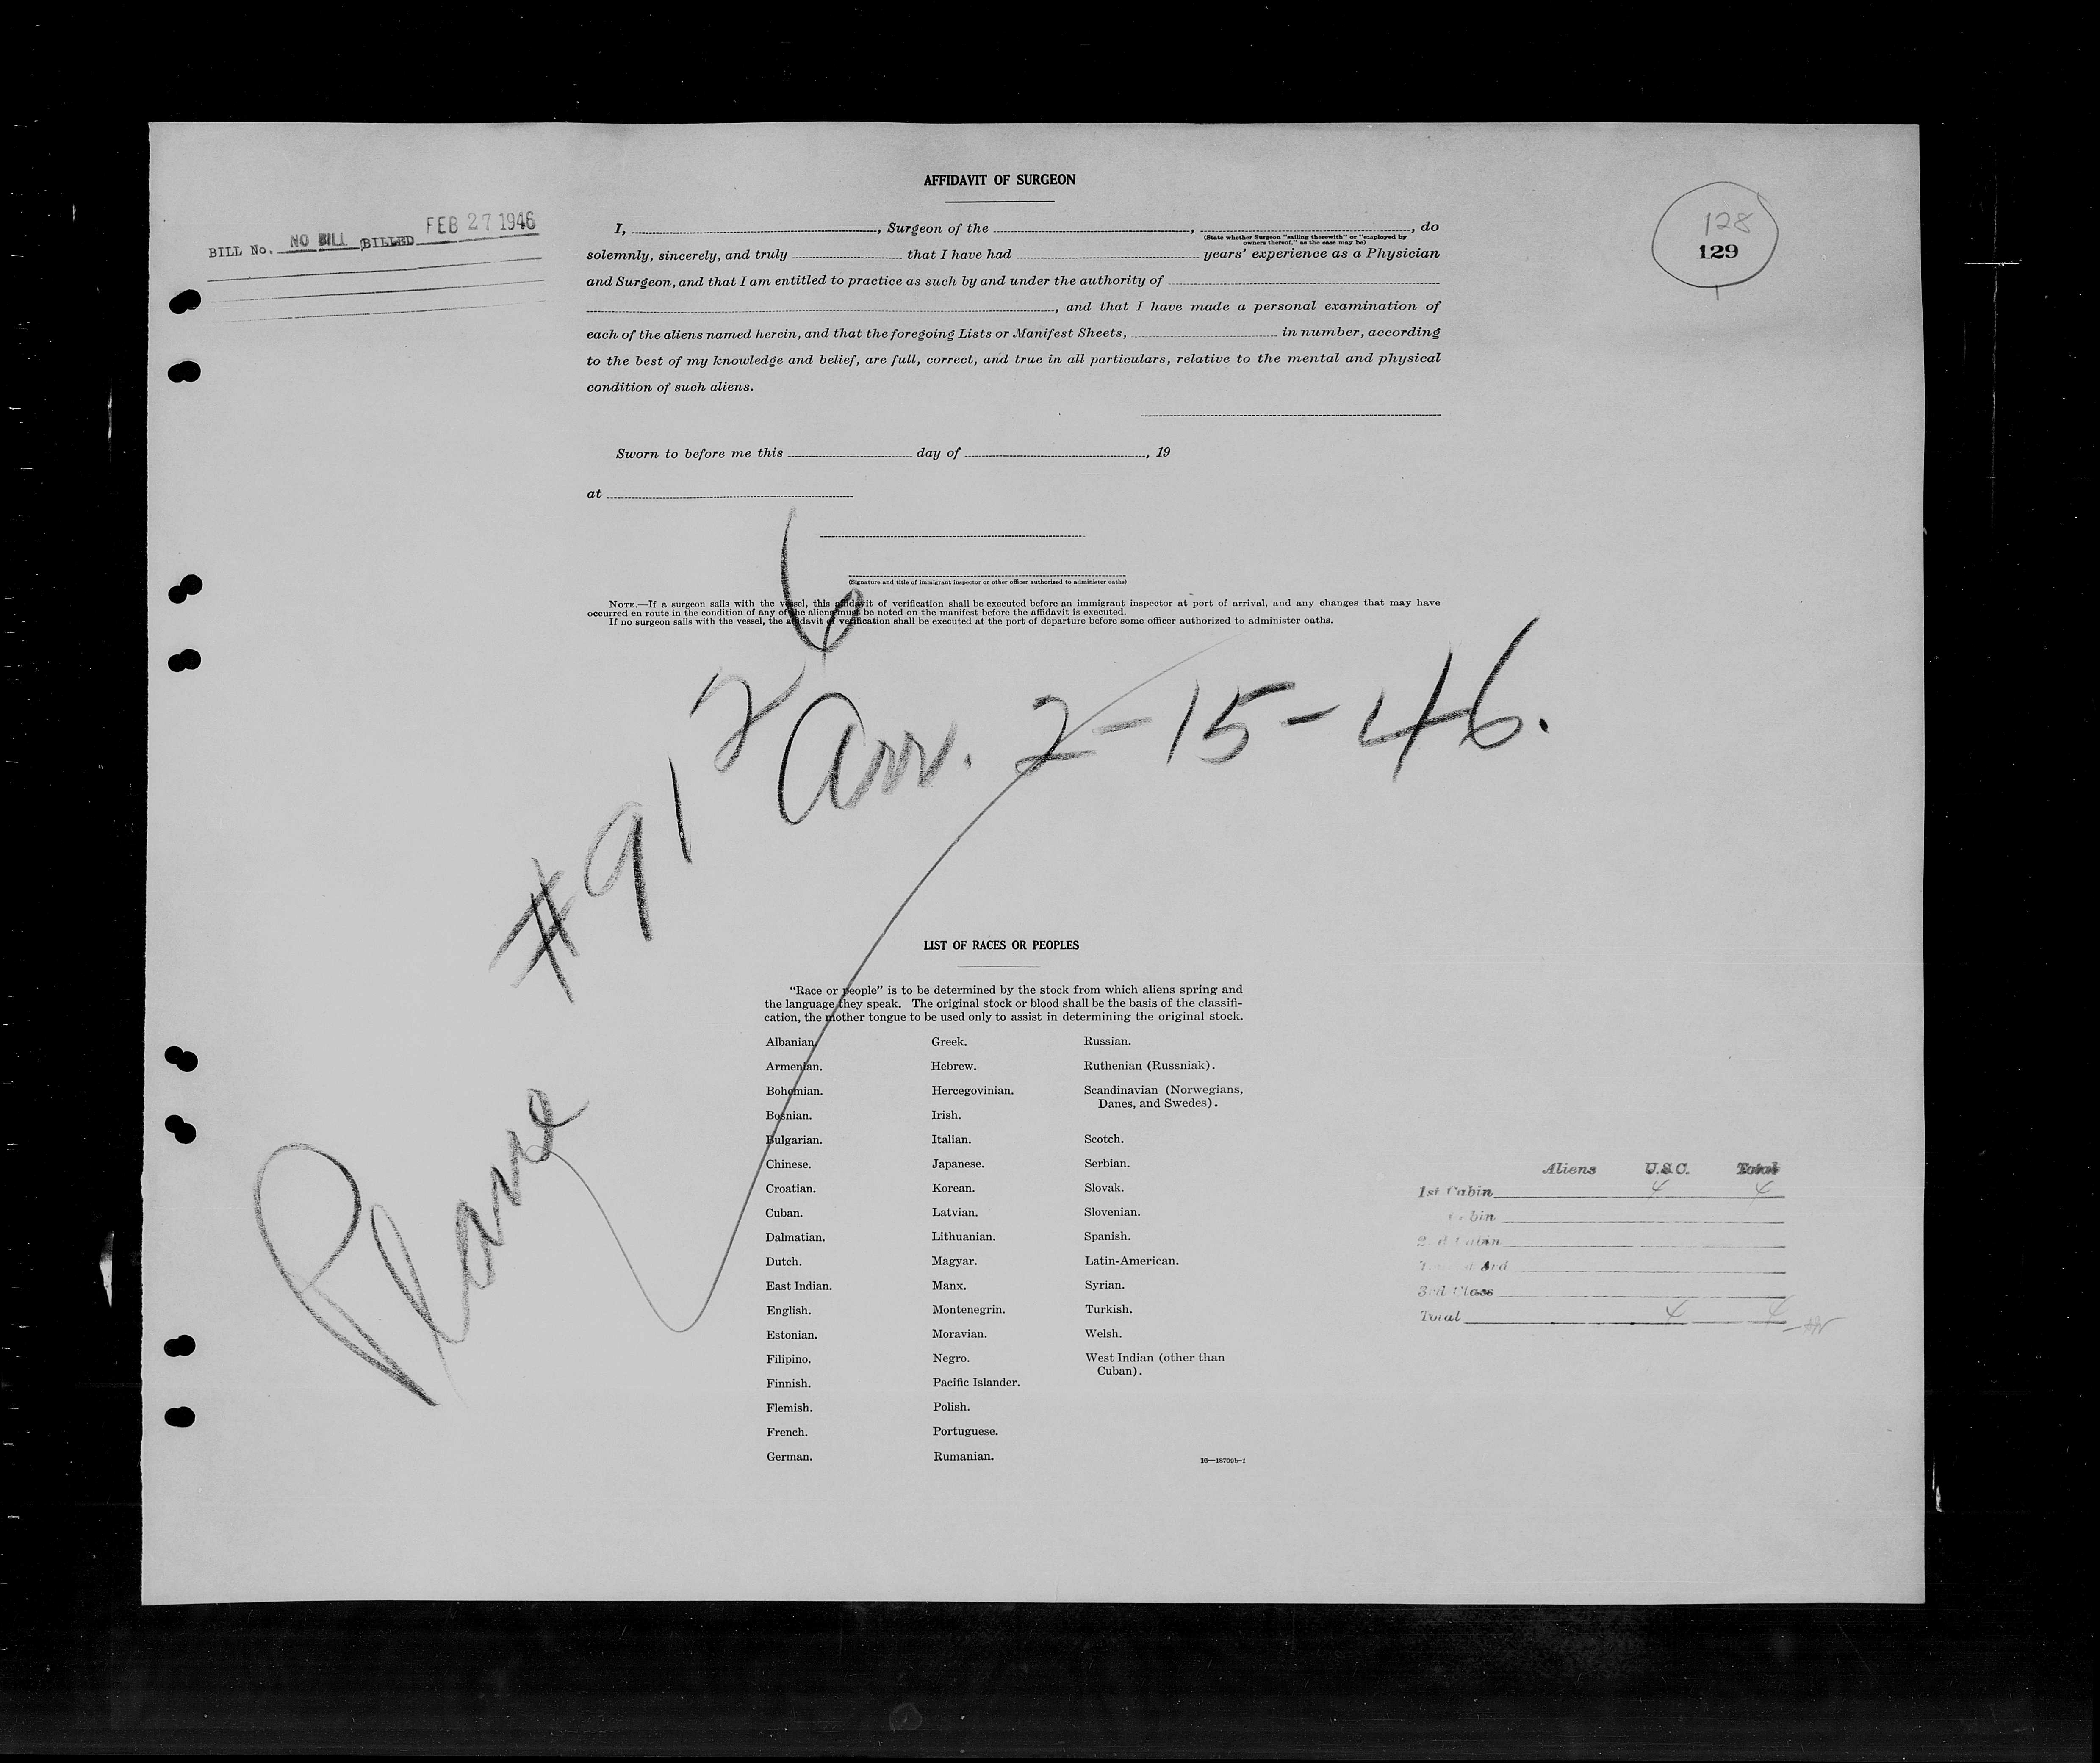 AFFIDAVIT OF SURGEON
BILL No. NO BILL BILLED FEB 27 1946
128
129
I, , Surgeon of the , , do
(State whether Surgeon "sailing therewith" or "employed by
owners thereof," as the case may be)
solemnly, sincerely, and truly that I have had years' experience as a Physician
and Surgeon, and that I am entitled to practice as such by and under the authority of
, and that I have made a personal examination of
each of the aliens named herein, and that the foregoing Lists or Manifest Sheets, in number, according
to the best of my knowledge and belief, are full, correct, and true in all particulars, relative to the mental and physical
condition of such aliens.
Sworn to before me this day of , 19
at
(Signature and title of immigrant inspector or other officer authorized to administer oaths)
NOTE.—If a surgeon sails with the vessel, this affidavit of verification shall be executed before an immigrant inspector at port of arrival, and any changes that may have
occurred en route in the condition of any of the aliens must be noted on the manifest before the affidavit is executed.
If no surgeon sails with the vessel, the affidavit of verification shall be executed at the port of departure before some officer authorized to administer oaths.
Plane #9126
Arr. 2-15-46.
LIST OF RACES OR PEOPLES
"Race or people" is to be determined by the stock from which aliens spring and
the language they speak. The original stock or blood shall be the basis of the classifi-
cation, the mother tongue to be used only to assist in determining the original stock.
Albanian.
Armenian.
Bohemian.
Bosnian.
Bulgarian.
Chinese.
Croatian.
Cuban.
Dalmatian.
Dutch.
East Indian.
English.
Estonian.
Filipino.
Finnish.
Flemish.
French.
German.
Greek.
Hebrew.
Hercegovinian.
Irish.
Italian.
Japanese.
Korean.
Latvian.
Lithuanian.
Magyar.
Manx.
Montenegrin.
Moravian.
Negro.
Pacific Islander.
Polish.
Portuguese.
Rumanian.
Russian.
Ruthenian (Russniak).
Scandinavian (Norwegians,
Danes, and Swedes).
Scotch.
Serbian.
Slovak.
Slovenian.
Spanish.
Latin-American.
Syrian.
Turkish.
Welsh.
West Indian (other than
Cuban).
16—18709b-1
Aliens U.S.C. Total
1st Cabin 4 4
2nd Cabin
3rd Class
Total 4 4